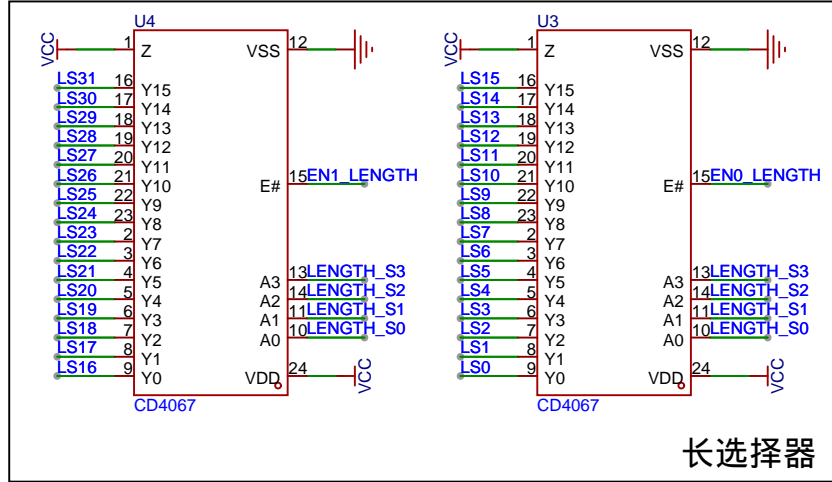 U4
VCC 1 Z VSS 12
LS31 16 Y15
LS30 17 Y14
LS29 18 Y13
LS28 19 Y12
LS27 20 Y11
LS26 21 Y10 E# 15 EN1_LENGTH
LS25 22 Y9
LS24 23 Y8
LS23 2 Y7
LS22 3 Y6
LS21 4 Y5 A3 13 LENGTH_S3
LS20 5 Y4 A2 14 LENGTH_S2
LS19 6 Y3 A1 11 LENGTH_S1
LS18 7 Y2 A0 10 LENGTH_S0
LS17 8 Y1
LS16 9 Y0 VDD 24 VCC
CD4067
U3
VCC 1 Z VSS 12
LS15 16 Y15
LS14 17 Y14
LS13 18 Y13
LS12 19 Y12
LS11 20 Y11
LS10 21 Y10 E# 15 EN0_LENGTH
LS9 22 Y9
LS8 23 Y8
LS7 2 Y7
LS6 3 Y6
LS5 4 Y5 A3 13 LENGTH_S3
LS4 5 Y4 A2 14 LENGTH_S2
LS3 6 Y3 A1 11 LENGTH_S1
LS2 7 Y2 A0 10 LENGTH_S0
LS1 8 Y1
LS0 9 Y0 VDD 24 VCC
CD4067
长选择器